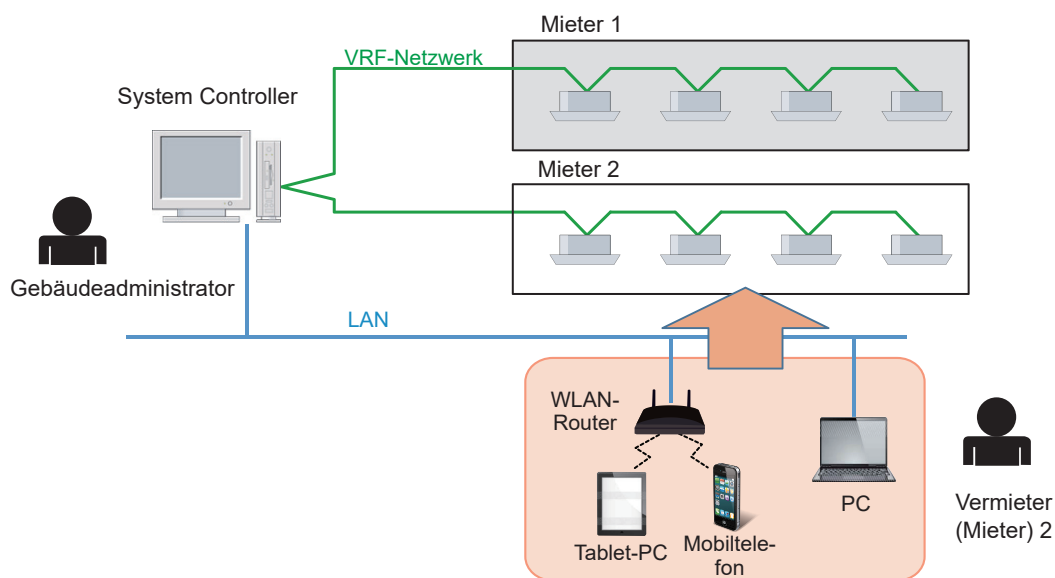 Mieter 1
VRF-Netzwerk
System Controller
Mieter 2
Gebäudeadministrator
LAN
WLAN-
Router
PC
Vermieter
(Mieter) 2
Tablet-PC
Mobiltele-
fon